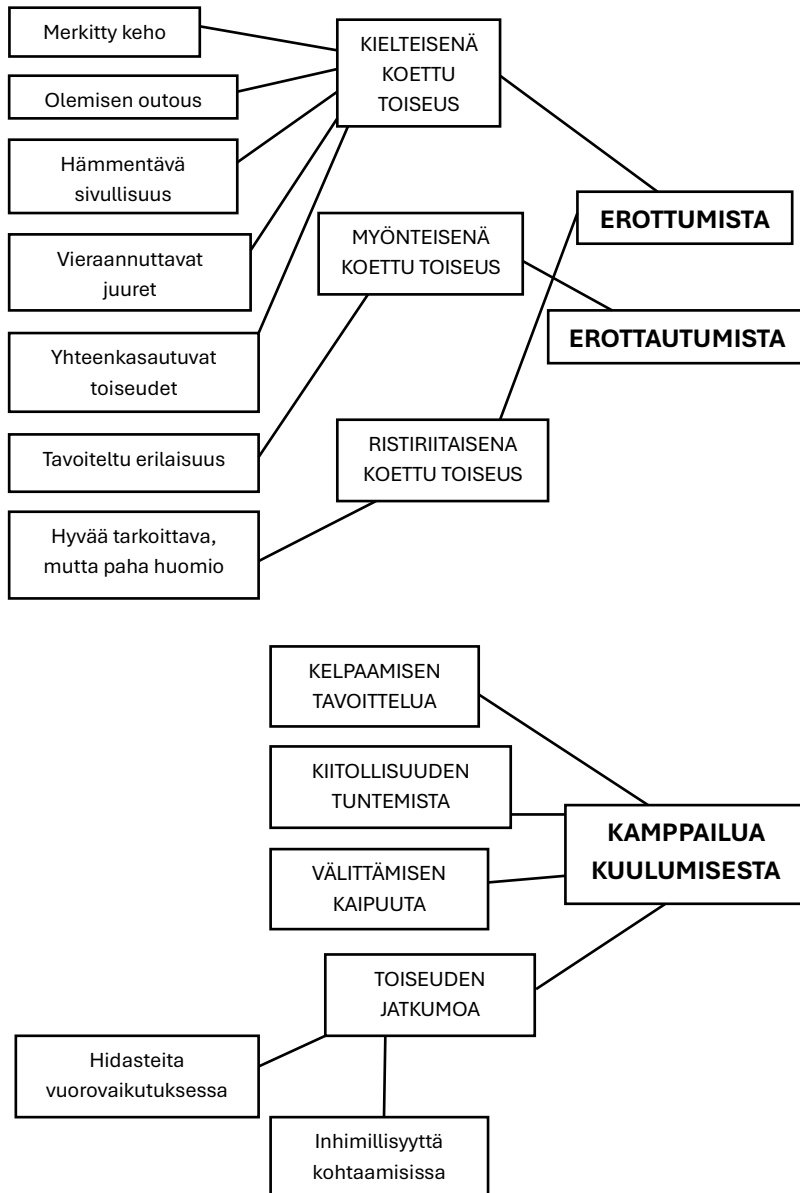 Merkitty keho
Olemisen outous
Hämmentävä
sivullisuus
Vieraannuttavat
juuret
Yhteenkasautuvat
toiseudet
Tavoiteltu erilaisuus
Hyvää tarkoittava,
mutta paha huomio
KIELTEISENÄ
KOETTU
TOISEUS
MYÖNTEISENÄ
KOETTU TOISEUS
RISTIRIITAISENA
KOETTU TOISEUS
EROTTUMISTA
EROTTAUTUMISTA
KELPAAMISEN
TAVOITTELUA
KIITOLLISUUDEN
TUNTEMISTA
VÄLITTÄMISEN
KAIPUUTA
TOISEUDEN
JATKUMOA
KAMPPAILUA
KUULUMISESTA
Hidasteita
vuorovaikutuksessa
Inhimillisyyttä
kohtaamisissa